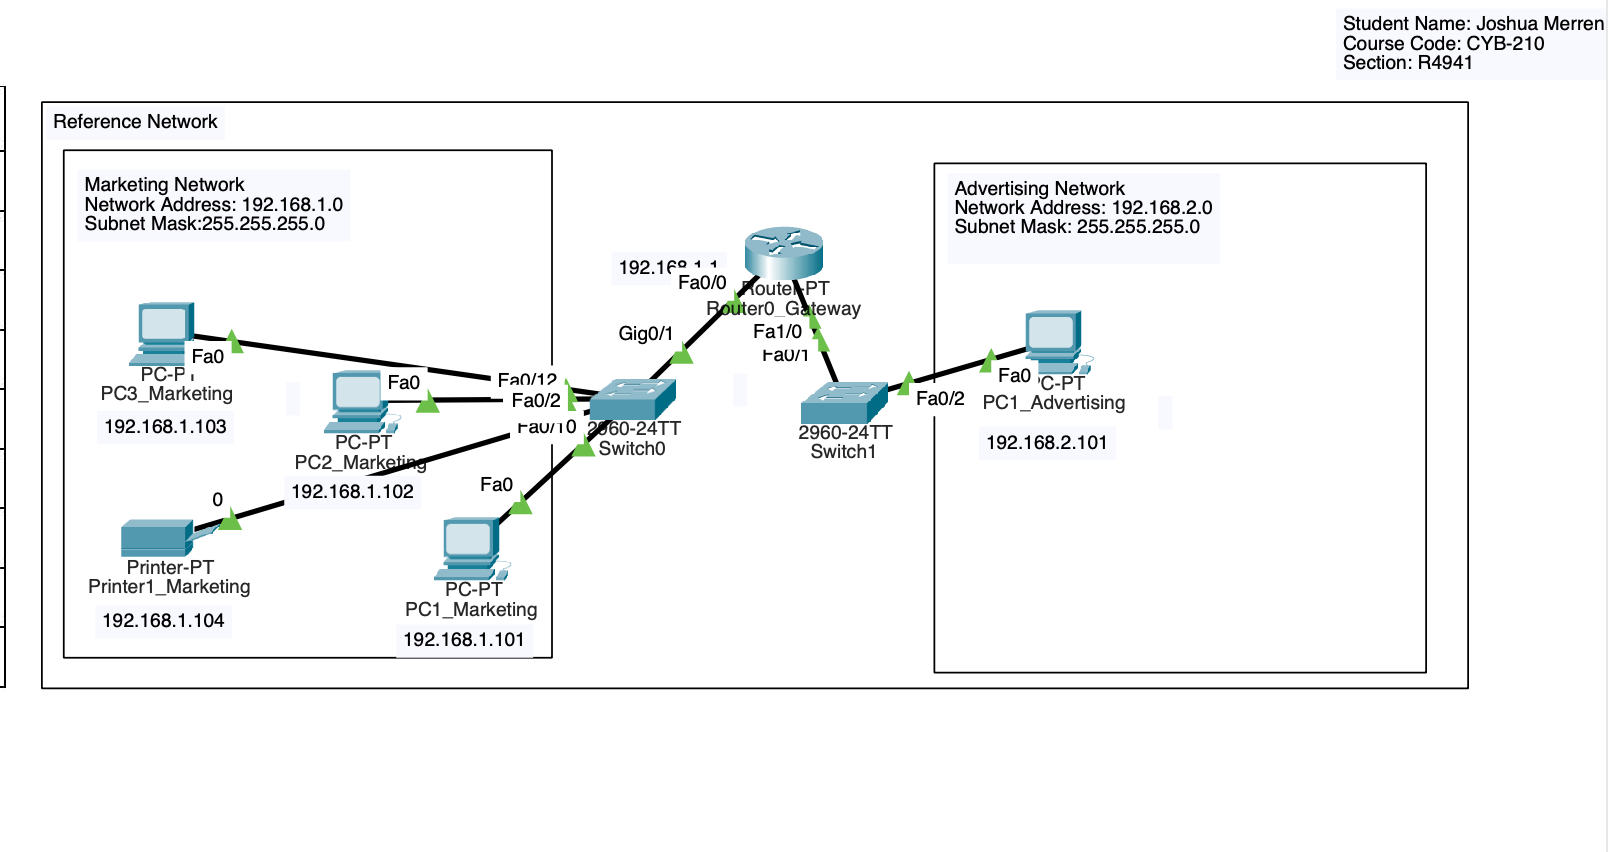 Student Name: Joshua Merren
Course Code: CYB-210
Section: R4941
Reference Network
Marketing Network
Network Address: 192.168.1.0
Subnet Mask:255.255.255.0
Advertising Network
Network Address: 192.168.2.0
Subnet Mask: 255.255.255.0
192.168.1.1
Fa0/0
Router-PT
Router0_Gateway
Gig0/1
Fa1/0
Fa0/1
Fa0
PC-PT
PC3_Marketing
192.168.1.103
Fa0
PC-PT
PC2_Marketing
192.168.1.102
Fa0/12
Fa0/2
Fa0/10
2960-24TT
Switch0
2960-24TT
Switch1
Fa0/2
Fa0
PC-PT
PC1_Advertising
192.168.2.101
0
Printer-PT
Printer1_Marketing
192.168.1.104
Fa0
PC-PT
PC1_Marketing
192.168.1.101